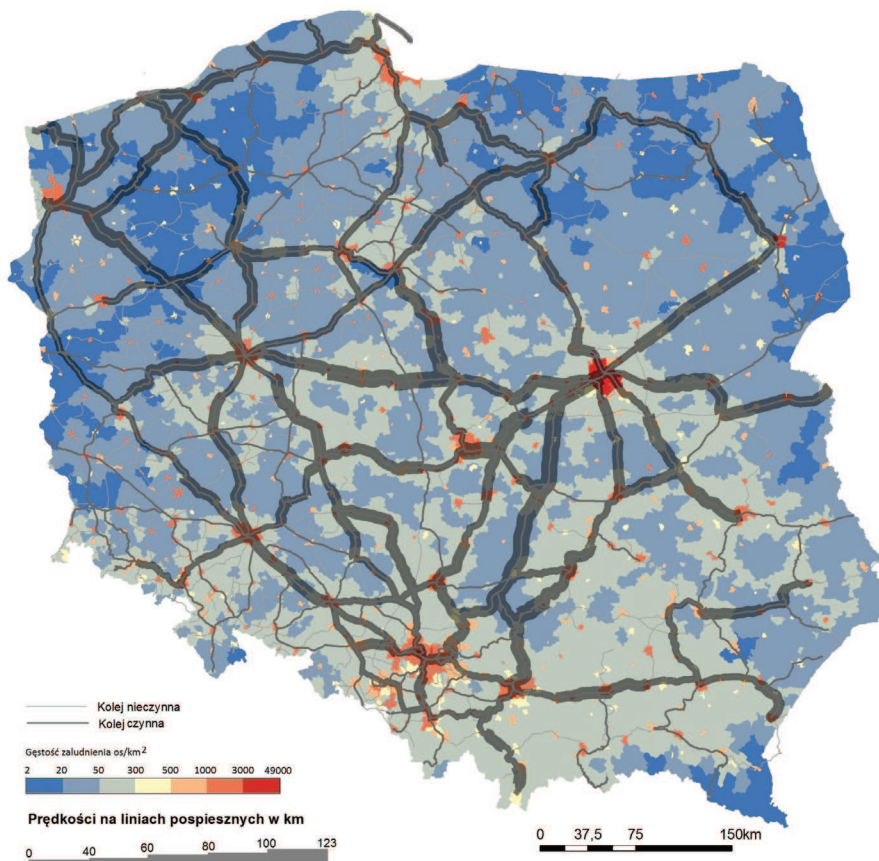 Kolej nieczynna
Kolej czynna
Gęstość zaludnienia os/km2
2 20 50 300 500 1000 3000 49000
Prędkości na liniach pospiesznych w km
0 40 60 80 100 123
0 37,5 75 150km